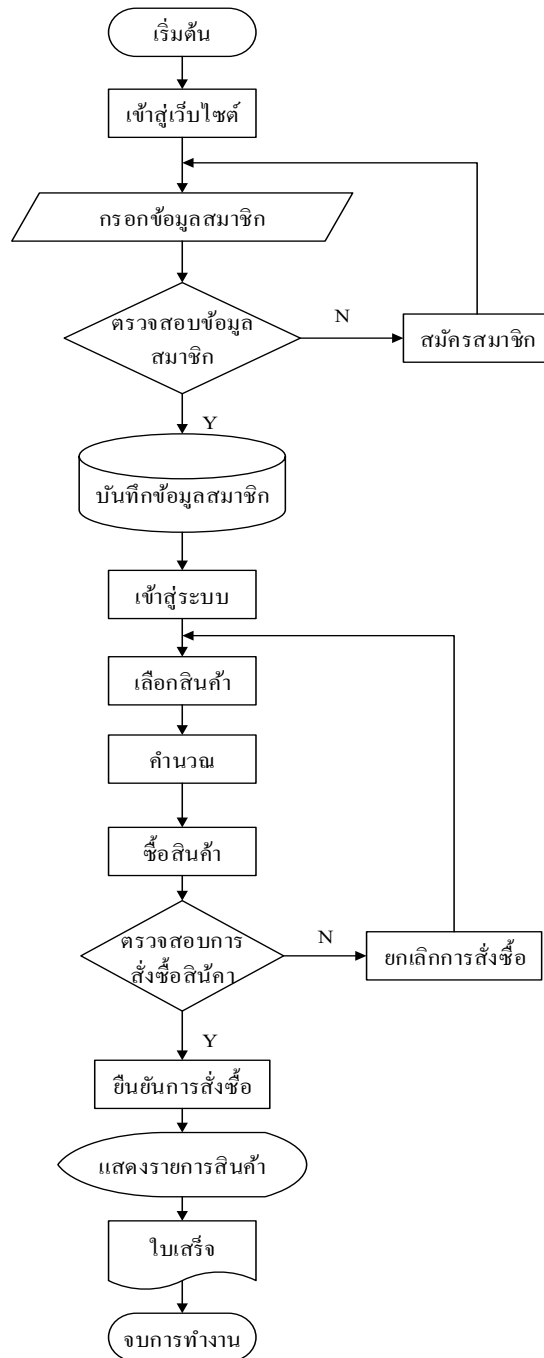 เริ่มต้น
เข้าสู่เว็บไซต์
กรอกข้อมูลสมาชิก
ตรวจสอบข้อมูล
สมาชิก
N
สมัครสมาชิก
Y
บันทึกข้อมูลสมาชิก
เข้าสู่ระบบ
เลือกสินค้า
คำนวณ
ซื้อสินค้า
ตรวจสอบการ
สั่งซื้อสิน้คา
N
ยกเลิกการสั่งซื้อ
Y
ยืนยันการสั่งซื้อ
แสดงรายการสินค้า
ใบเสร็จ
จบการทำงาน